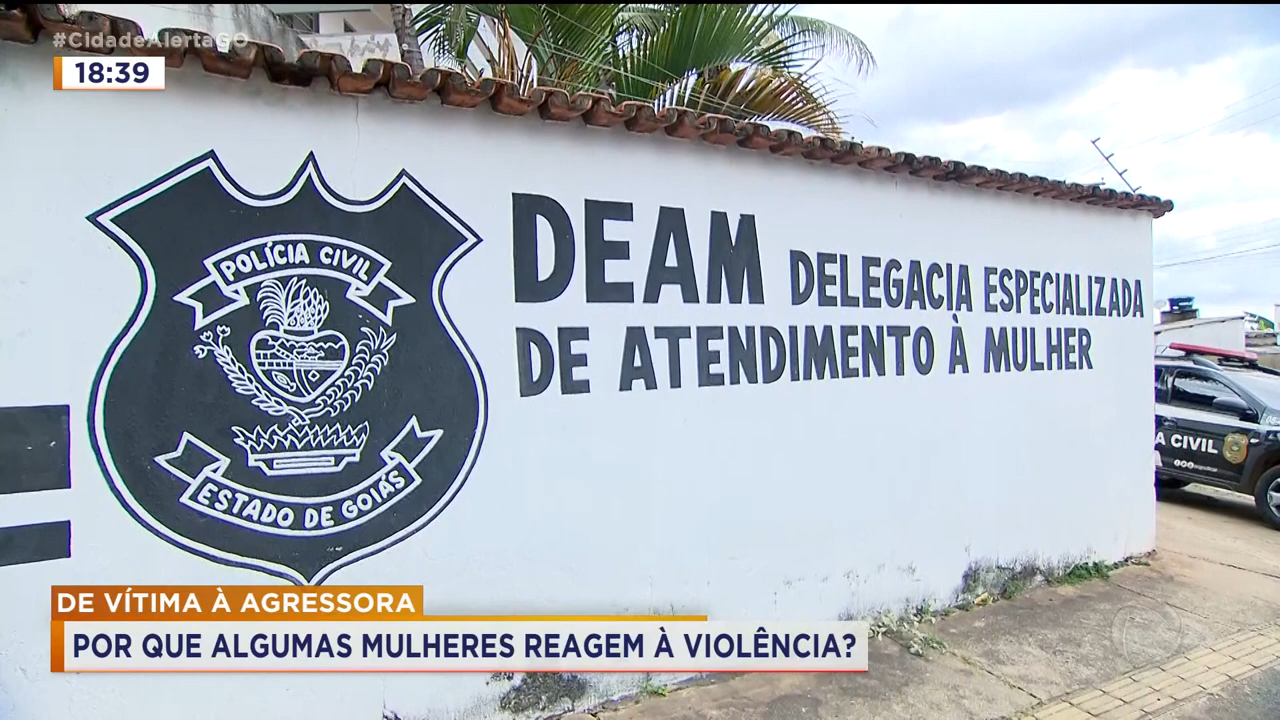 #CidadeAlertaGO
18:39
POLÍCIA CIVIL
ESTADO DE GOIÁS
DEAM DELEGACIA ESPECIALIZADA
DE ATENDIMENTO À MULHER
A CIVIL
DE VÍTIMA À AGRESSORA
POR QUE ALGUMAS MULHERES REAGEM À VIOLÊNCIA?